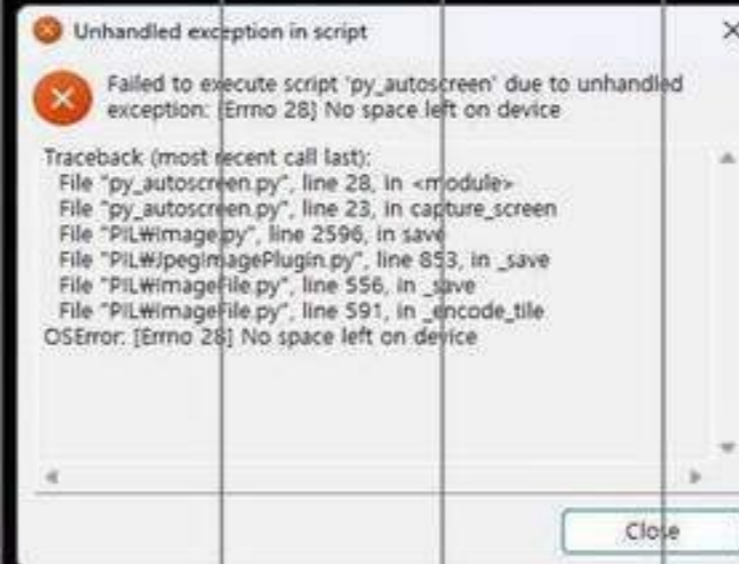 Unhandled exception in script
Failed to execute script 'py_autoscreen' due to unhandled
exception: [Errno 28] No space left on device
Traceback (most recent call last):
File "py_autoscreen.py", line 28, in <module>
File "py_autoscreen.py", line 23, in capture_screen
File "PIL₩Image.py", line 2596, in save
File "PIL₩JpegImagePlugin.py", line 853, in _save
File "PIL₩ImageFile.py", line 556, in _save
File "PIL₩ImageFile.py", line 591, in _encode_tile
OSError: [Errno 28] No space left on device
Close